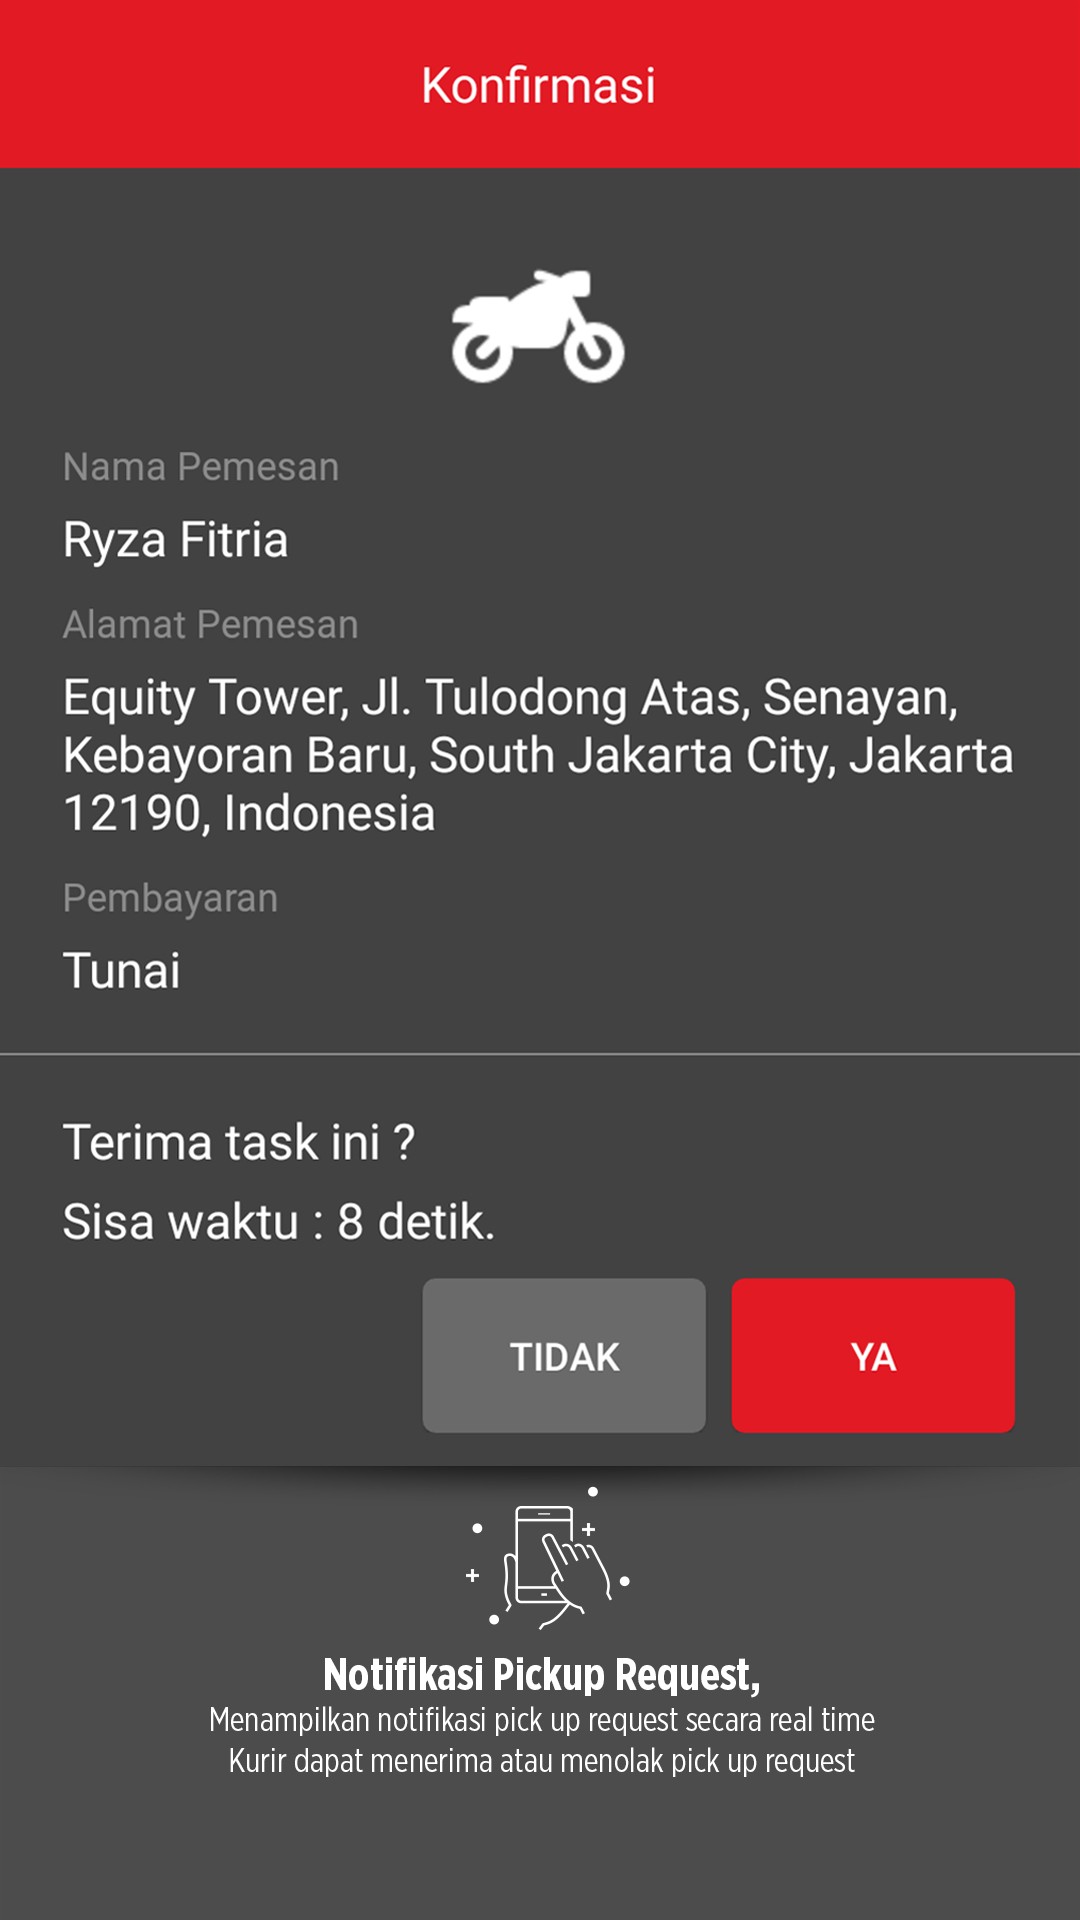 Konfirmasi
Nama Pemesan
Ryza Fitria
Alamat Pemesan
Equity Tower, Jl. Tulodong Atas, Senayan,
Kebayoran Baru, South Jakarta City, Jakarta
12190, Indonesia
Pembayaran
Tunai
Terima task ini ?
Sisa waktu : 8 detik.
TIDAK YA
Notifikasi Pickup Request,
Menampilkan notifikasi pick up request secara real time
Kurir dapat menerima atau menolak pick up request